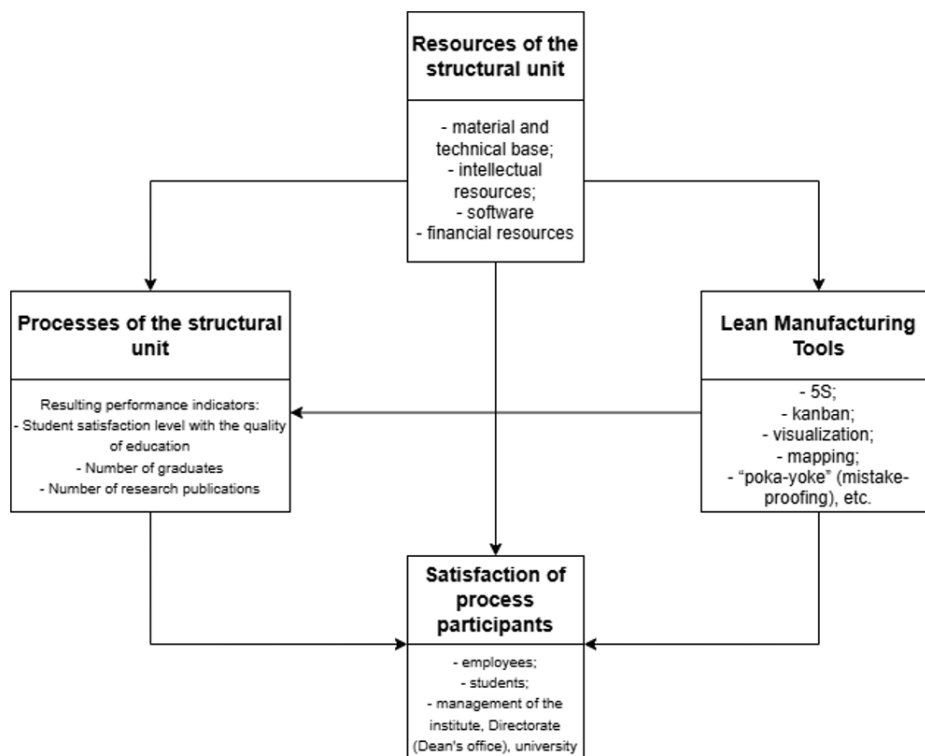 Resources of the
structural unit
- material and
technical base;
- intellectual
resources;
- software
- financial resources
Processes of the structural
unit
Resulting performance indicators:
- Student satisfaction level with the quality
of education
- Number of graduates
- Number of research publications
Lean Manufacturing
Tools
- 5S;
- kanban;
- visualization;
- mapping;
- “poka-yoke” (mistake-
proofing), etc.
Satisfaction of
process
participants
- employees;
- students;
- management of the
institute, Directorate
(Dean's office), university